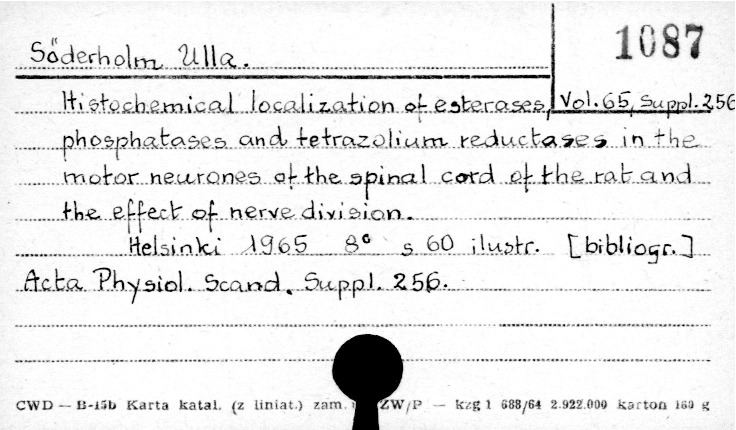 1087
Söderholm Ulla.
Histochemical localization of esterases, Vol. 65, Suppl. 256
phosphatases and tetrazolium reductases in the
motor neurones of the spinal cord of the rat and
the effect of nerve division.
Helsinki 1965 8° s 60 ilustr. [bibliogr.]
Acta Physiol. Scand. Suppl. 256.
CWD — B-15b Karta katal. (z liniat.) zam. ZW/P — kzg 1 688/64 2.922.000 karton 160 g